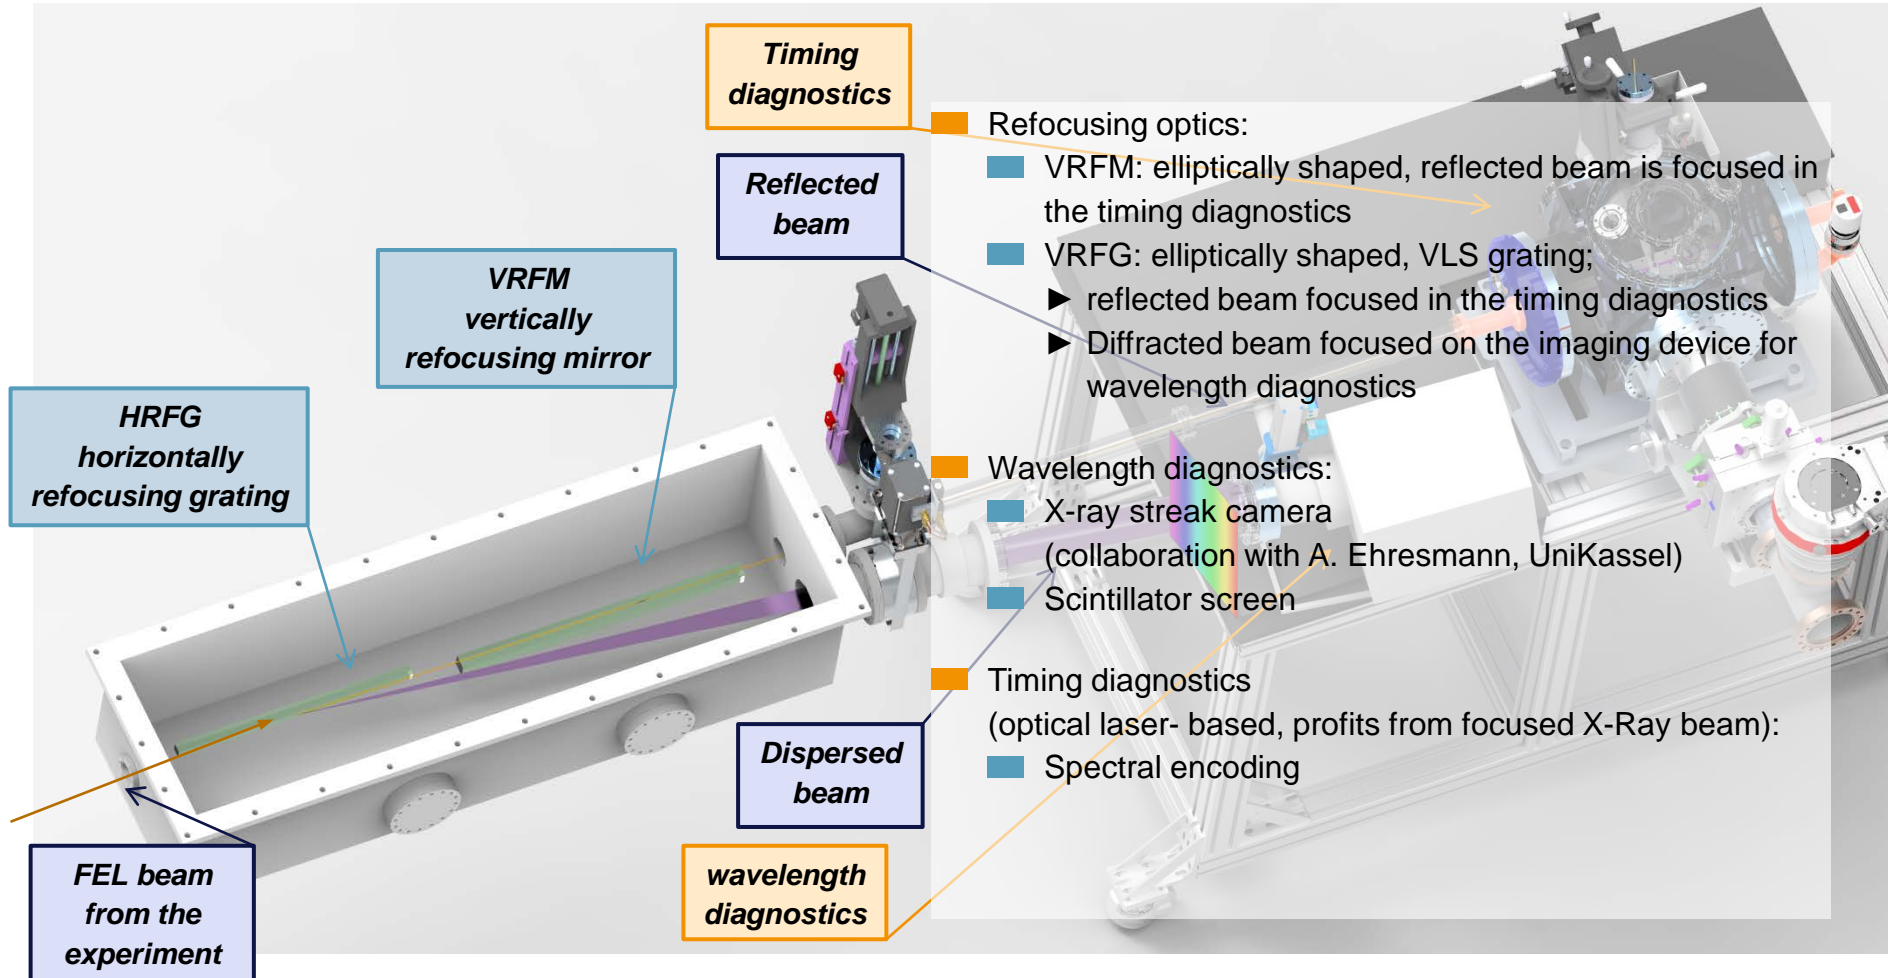 Timing
diagnostics
Reflected
beam
VRFM
vertically
refocusing mirror
HRFG
horizontally
refocusing grating
FEL beam
from the
experiment
Dispersed
beam
wavelength
diagnostics
Refocusing optics:
VRFM: elliptically shaped, reflected beam is focused in
the timing diagnostics
VRFG: elliptically shaped, VLS grating;
► reflected beam focused in the timing diagnostics
► Diffracted beam focused on the imaging device for
wavelength diagnostics
Wavelength diagnostics:
X-ray streak camera
(collaboration with A. Ehresmann, UniKassel)
Scintillator screen
Timing diagnostics
(optical laser- based, profits from focused X-Ray beam):
Spectral encoding